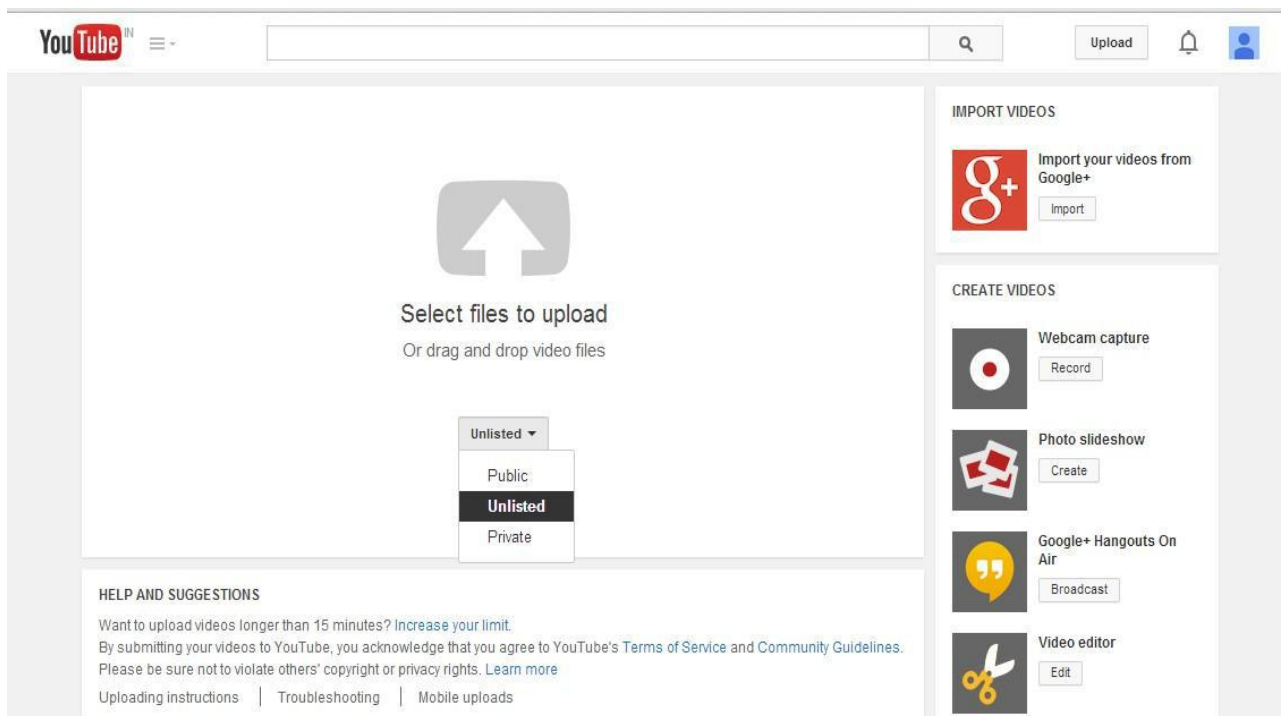 YouTube IN
Upload
Select files to upload
Or drag and drop video files
Unlisted
Public
Unlisted
Private
HELP AND SUGGESTIONS
Want to upload videos longer than 15 minutes? Increase your limit.
By submitting your videos to YouTube, you acknowledge that you agree to YouTube's Terms of Service and Community Guidelines.
Please be sure not to violate others' copyright or privacy rights. Learn more
Uploading instructions | Troubleshooting | Mobile uploads
IMPORT VIDEOS
g+
Import your videos from
Google+
Import
CREATE VIDEOS
Webcam capture
Record
Photo slideshow
Create
Google+ Hangouts On
Air
Broadcast
Video editor
Edit